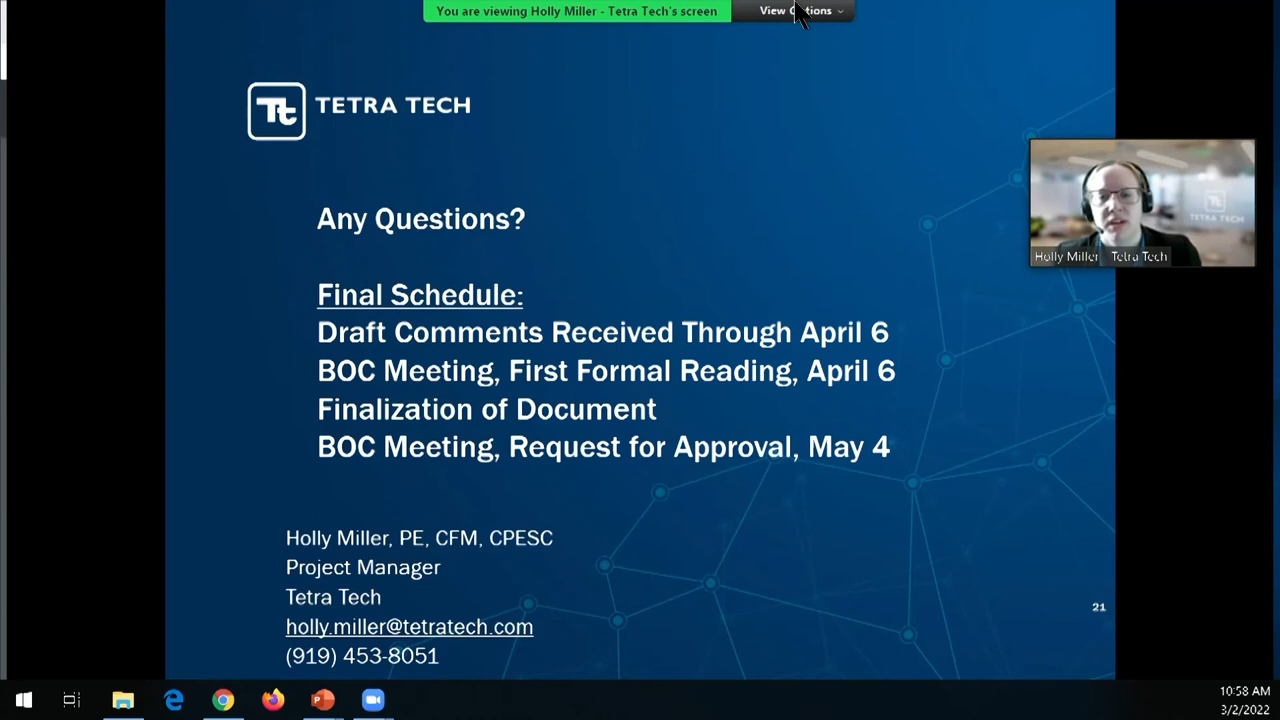 You are viewing Holly Miller - Tetra Tech's screen
View Options
Tt TETRA TECH
Any Questions?
Final Schedule:
Draft Comments Received Through April 6
BOC Meeting, First Formal Reading, April 6
Finalization of Document
BOC Meeting, Request for Approval, May 4
TETRA TECH
Holly Miller Tetra Tech
Holly Miller, PE, CFM, CPESC
Project Manager
Tetra Tech
holly.miller@tetratech.com
(919) 453-8051
21
10:58 AM
3/2/2022